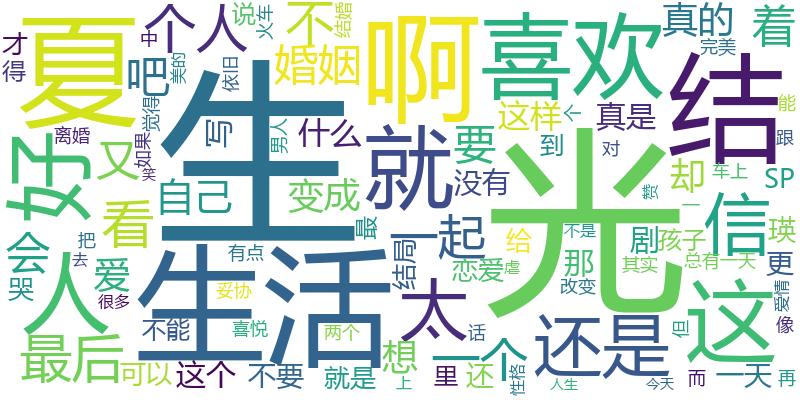 才
得
夏
中
个人
说
火车
不
结婚
啊
喜欢
真的
完美
着
吧
美的
依旧
婚姻
生
结
好
离婚
又
如果
觉得
笑
写
男人
什么
就
要
这样
个
真是
到
对
能
跟
光
看
自己
变成
最
没有
却
车上
SP
赞
一
会
哭
人
把
去
爱
很多
生活
有点
结局
一起
恋爱
虐
给
不是
改变
那
剧
孩子
其实
信
总有一天
瑛
更
爱情
像
妥协
不能
喜悦
两个
太
话
还是
这
但
最后
可以
这个
不要
就是
想
上
里
一个
还
性格
人生
今天
而
一天
再